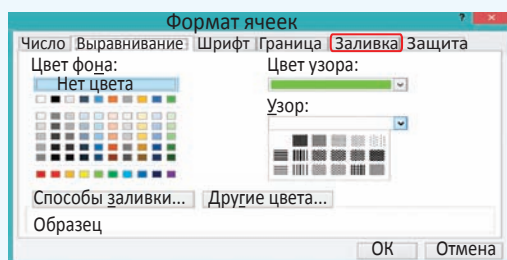 Формат ячеек
?
Число Выравнивание Шрифт Граница Заливка Защита
Цвет фона: Цвет узора:
Нет цвета
Узор:
Способы заливки... Другие цвета...
Образец
ОК Отмена